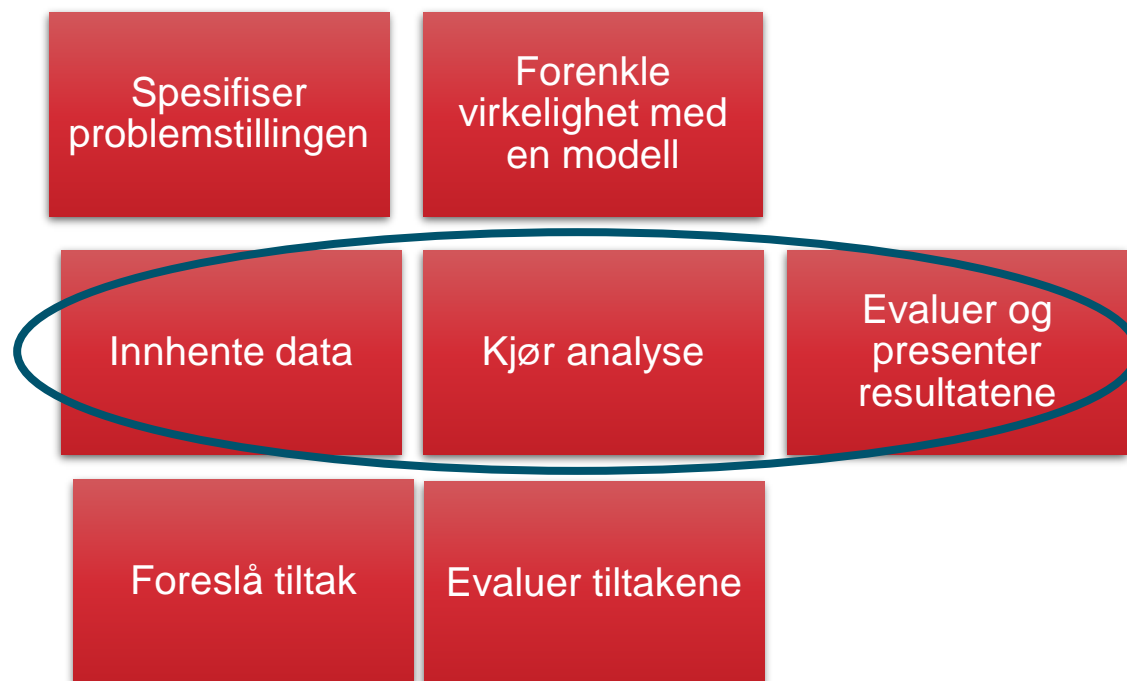 Spesifiser
problemstillingen
Forenkle
virkelighet med
en modell
Innhente data
Kjør analyse
Evaluer og
presenter
resultatene
Foreslå tiltak
Evaluer tiltakene